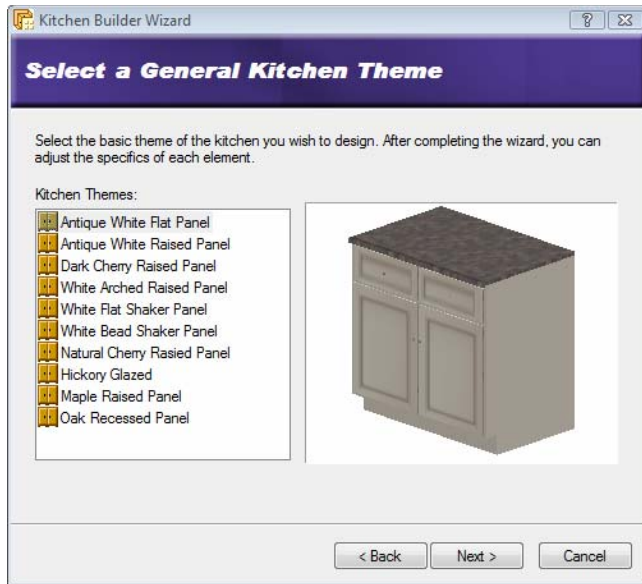 Kitchen Builder Wizard
Select a General Kitchen Theme
Select the basic theme of the kitchen you wish to design. After completing the wizard, you can
adjust the specifics of each element.
Kitchen Themes:
Antique White Flat Panel
Antique White Raised Panel
Dark Cherry Raised Panel
White Arched Raised Panel
White Flat Shaker Panel
White Bead Shaker Panel
Natural Cherry Rasied Panel
Hickory Glazed
Maple Raised Panel
Oak Recessed Panel
< Back Next > Cancel